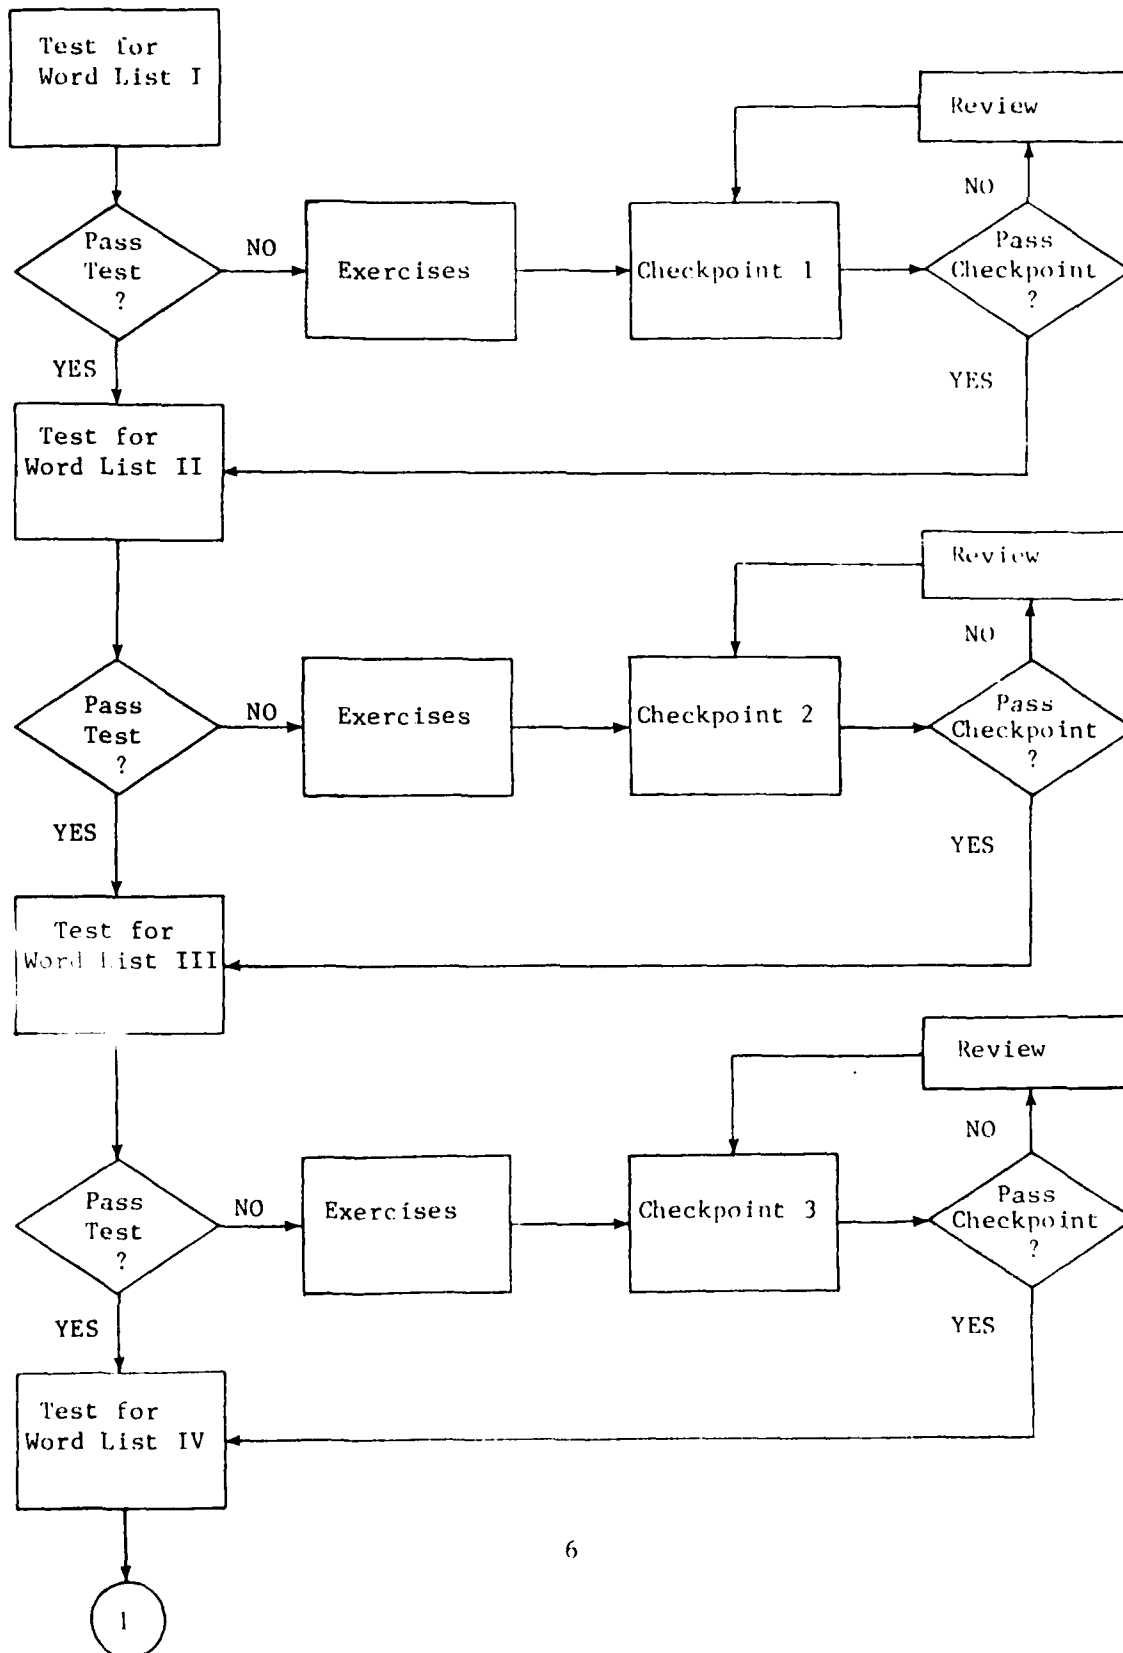 Test for
Word List I
Review
NO
Pass
Test
?
NO
Exercises
Checkpoint 1
Pass
Checkpoint
?
YES
YES
Test for
Word List II
Review
NO
Pass
Test
?
NO
Exercises
Checkpoint 2
Pass
Checkpoint
?
YES
YES
Test for
Word List III
Review
NO
Pass
Test
?
NO
Exercises
Checkpoint 3
Pass
Checkpoint
?
YES
YES
Test for
Word List IV
6
1